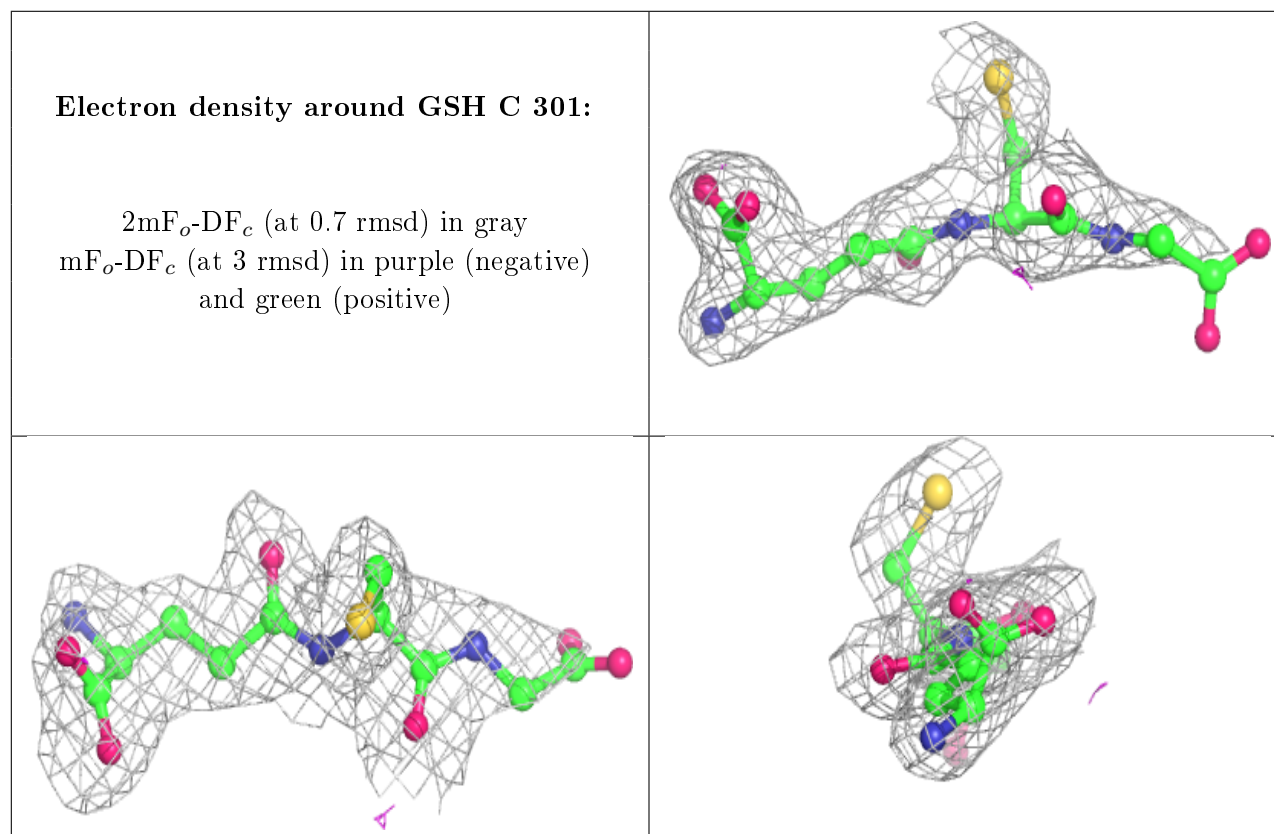 Electron density around GSH C 301:
2mFo-DFc (at 0.7 rmsd) in gray
mFo-DFc (at 3 rmsd) in purple (negative)
and green (positive)